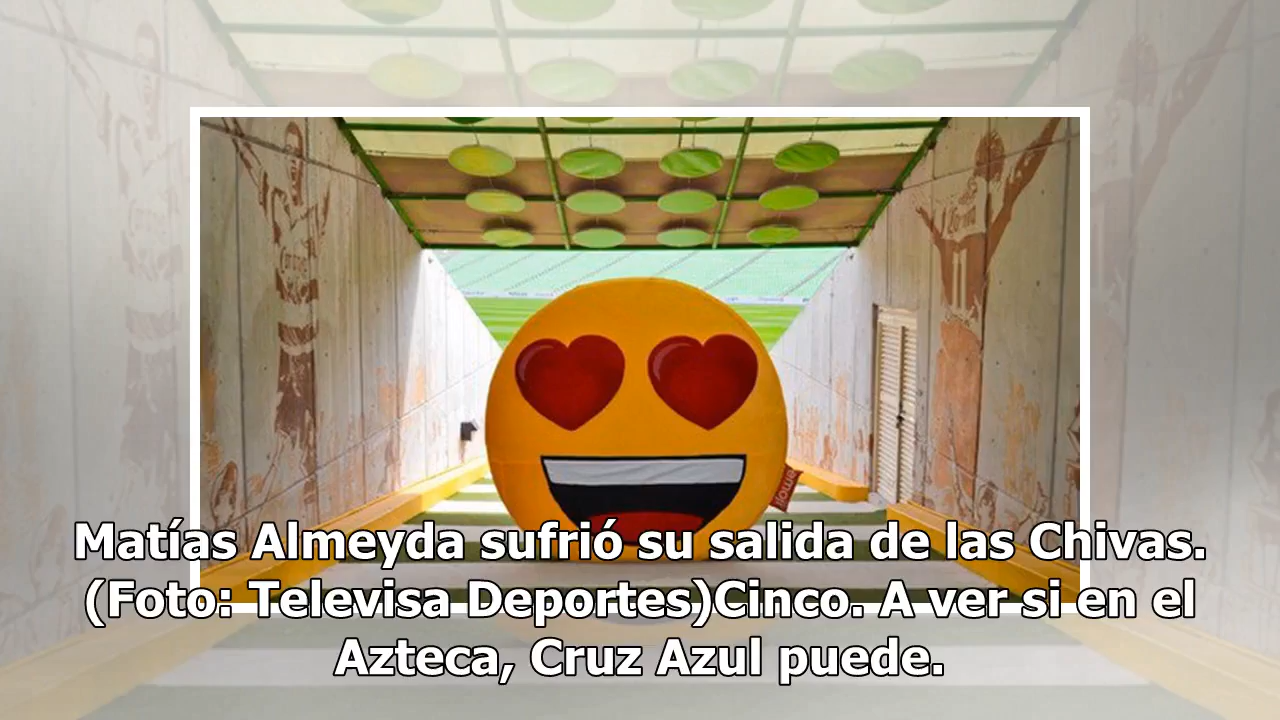 Matías Almeyda sufrió su salida de las Chivas.
(Foto: Televisa Deportes)Cinco. A ver si en el
Azteca, Cruz Azul puede.